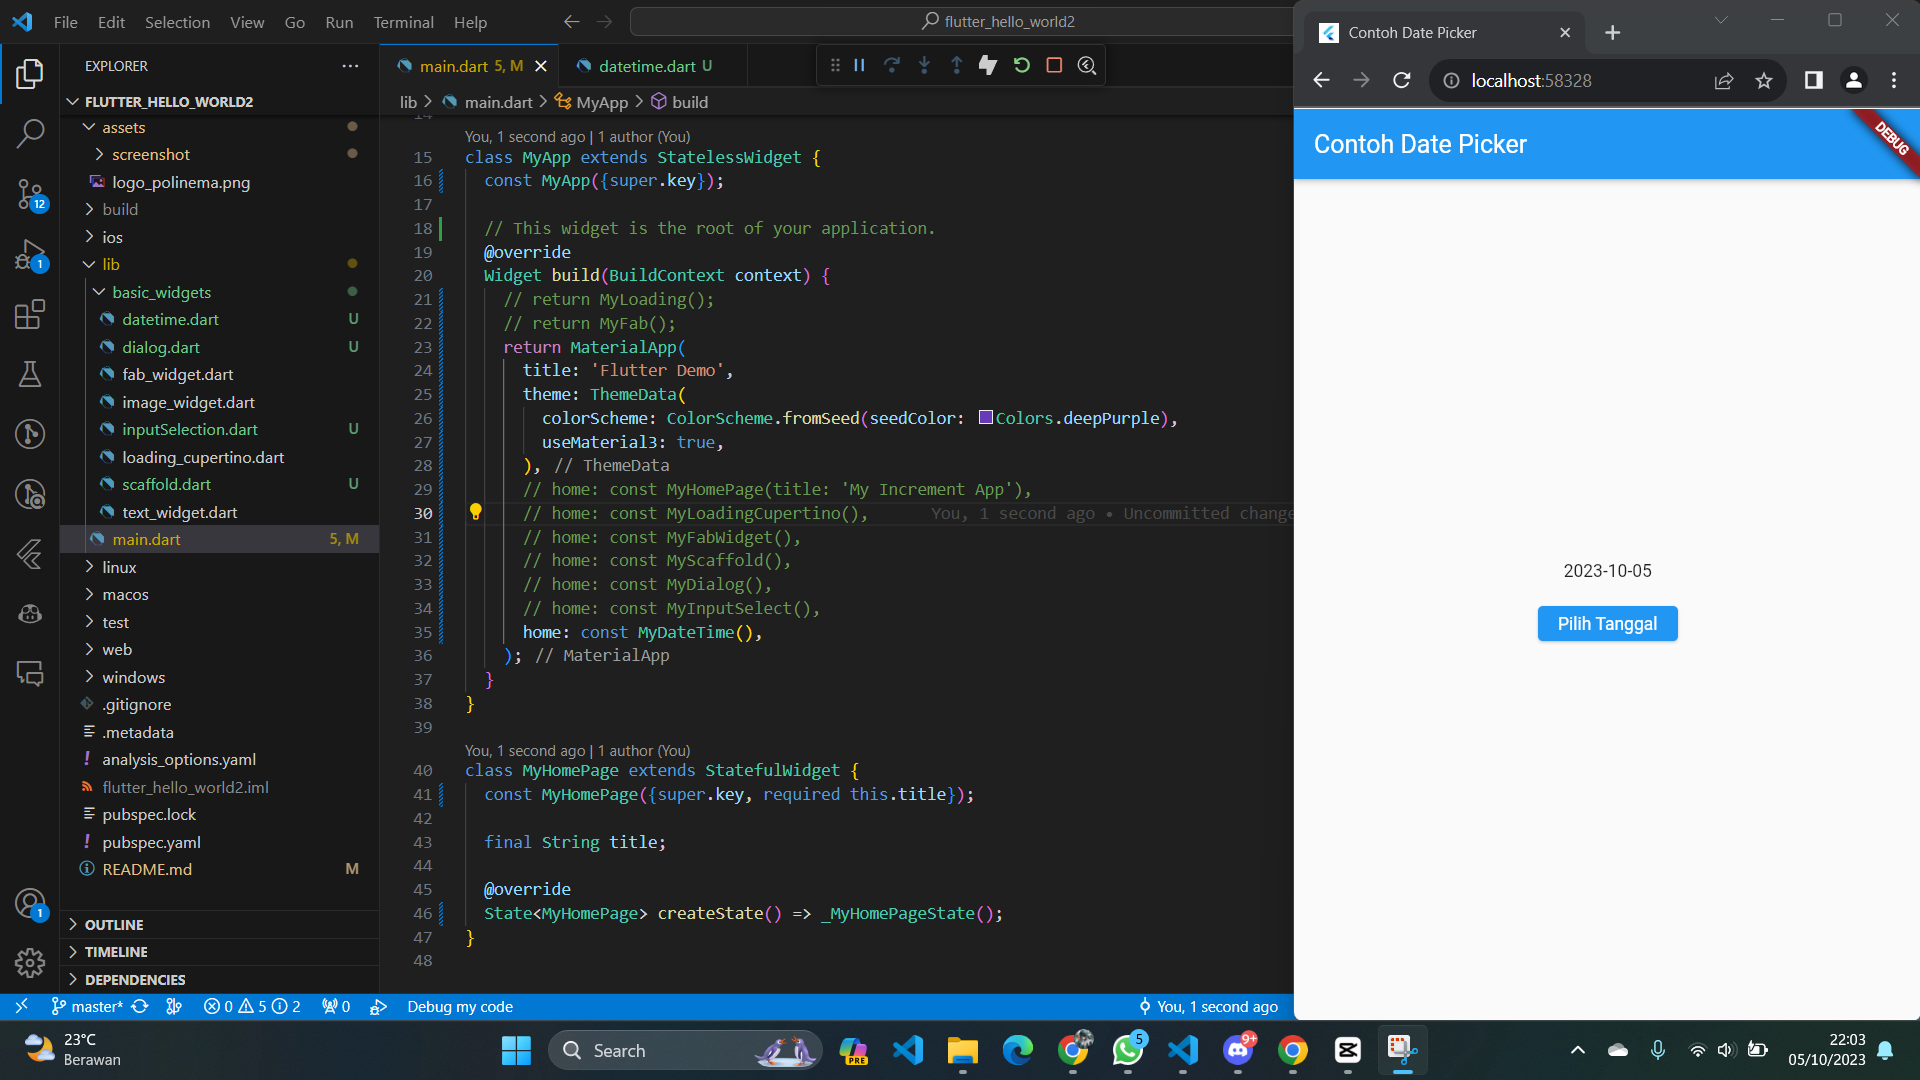 File Edit Selection View Go Run Terminal Help
flutter_hello_world2
EXPLORER
FLUTTER_HELLO_WORLD2
assets
screenshot
logo_polinema.png
build
ios
lib
basic_widgets
datetime.dart U
dialog.dart U
fab_widget.dart
image_widget.dart
inputSelection.dart U
loading_cupertino.dart
scaffold.dart U
text_widget.dart
main.dart 5, M
linux
macos
test
web
windows
.gitignore
.metadata
analysis_options.yaml
flutter_hello_world2.iml
pubspec.lock
pubspec.yaml
README.md M
OUTLINE
TIMELINE
DEPENDENCIES
12
1
1
main.dart 5, M
datetime.dart U
lib > main.dart > MyApp > build
14
You, 1 second ago | 1 author (You)
15 class MyApp extends StatelessWidget {
16 const MyApp({super.key});
17
18 // This widget is the root of your application.
19 @override
20 Widget build(BuildContext context) {
21 // return MyLoading();
22 // return MyFab();
23 return MaterialApp(
24 title: 'Flutter Demo',
25 theme: ThemeData(
26 colorScheme: ColorScheme.fromSeed(seedColor: Colors.deepPurple),
27 useMaterial3: true,
28 ), // ThemeData
29 // home: const MyHomePage(title: 'My Increment App'),
30 // home: const MyLoadingCupertino(), You, 1 second ago • Uncommitted change
31 // home: const MyFabWidget(),
32 // home: const MyScaffold(),
33 // home: const MyDialog(),
34 // home: const MyInputSelect(),
35 home: const MyDateTime(),
36 ); // MaterialApp
37 }
38 }
39
You, 1 second ago | 1 author (You)
40 class MyHomePage extends StatefulWidget {
41 const MyHomePage({super.key, required this.title});
42
43 final String title;
44
45 @override
46 State<MyHomePage> createState() => _MyHomePageState();
47 }
48
master* 0 5 2 0 Debug my code You, 1 second ago
Contoh Date Picker
localhost:58328
Contoh Date Picker
DEBUG
2023-10-05
Pilih Tanggal
23°C
Berawan
Search
PRE
5
9+
22:03
05/10/2023